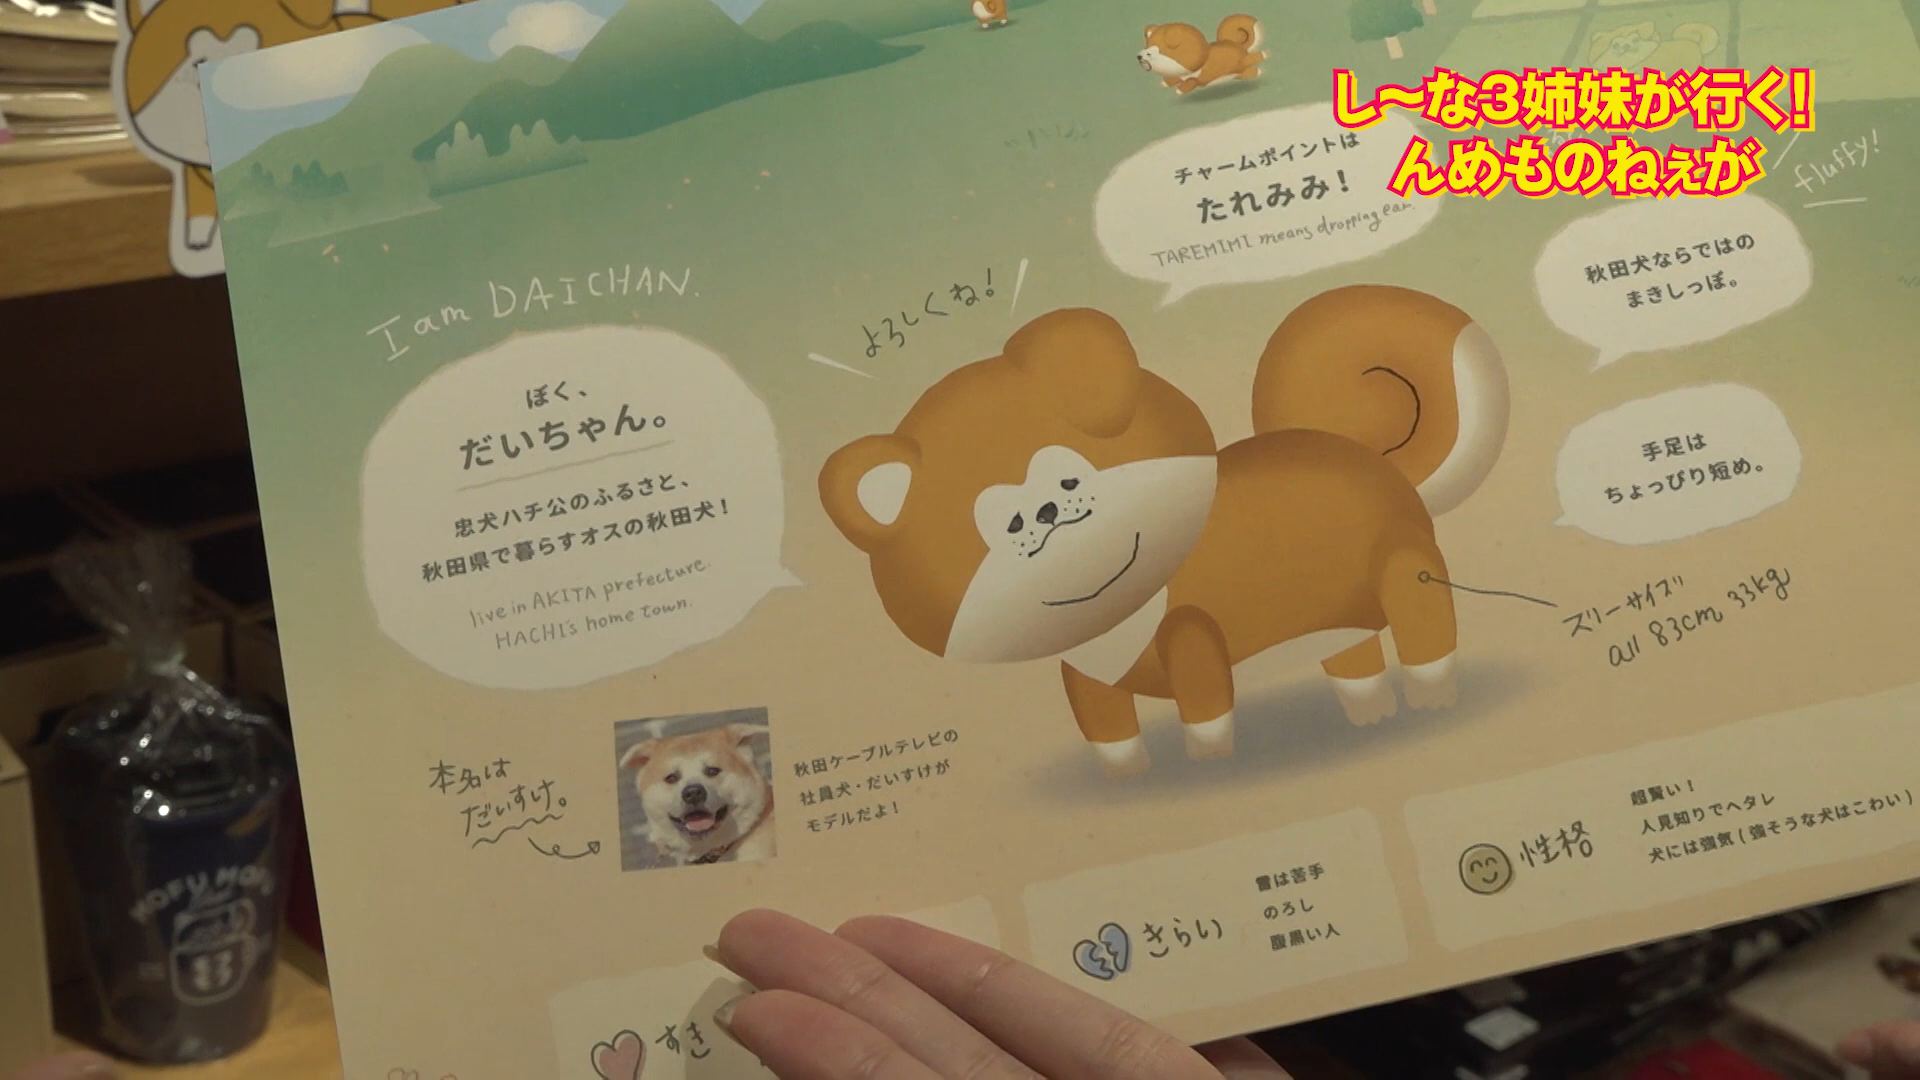 し〜な3姉妹が行く!
んめものねぇが
チャームポイントは
たれみみ!
TAREMIMI means dropping ear.
fluffy!
秋田犬ならではの
まきしっぽ。
I am DAICHAN.
よろしくね!
ぼく、
だいちゃん。
忠犬ハチ公のふるさと、
秋田県で暮らすオスの秋田犬!
live in AKITA prefecture.
HACHI's home town.
手足は
ちょっぴり短め。
スリーサイズ
all 83cm 33kg
本名は
だいすけ。
秋田ケーブルテレビの
社員犬・だいすけが
モデルだよ!
性格
超賢い!
人見知りでヘタレ
犬には強気(強そうな犬はこわい)
きらい
雷は苦手
のろし
腹黒い人
すき
MOFU MOFU